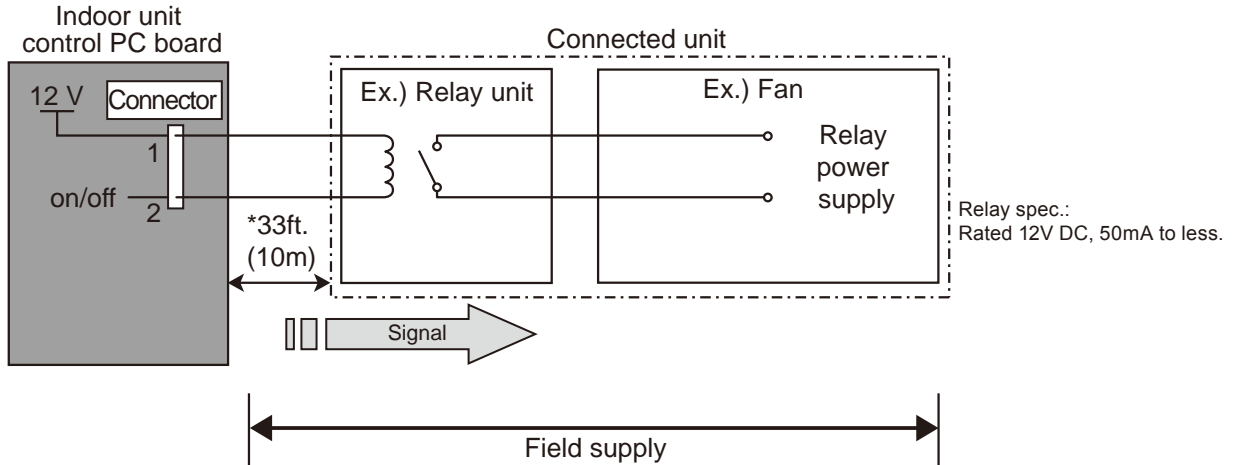 Indoor unit
control PC board
Connected unit
12 V
Connector
1
on/off
2
*33ft.
(10m)
Ex.) Relay unit
Ex.) Fan
Relay
power
supply
Relay spec.:
Rated 12V DC, 50mA to less.
Signal
Field supply